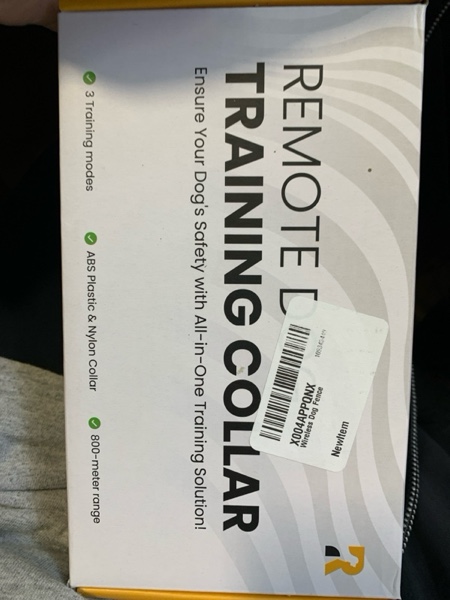 REMOTE D
TRAINING COLLAR
Ensure Your Dog's Safety with All-in-One Training Solution!
3 Training modes
ABS Plastic & Nylon Collar
800-meter range
X004APPQNX
Wireless Dog Fence
NewItem
R